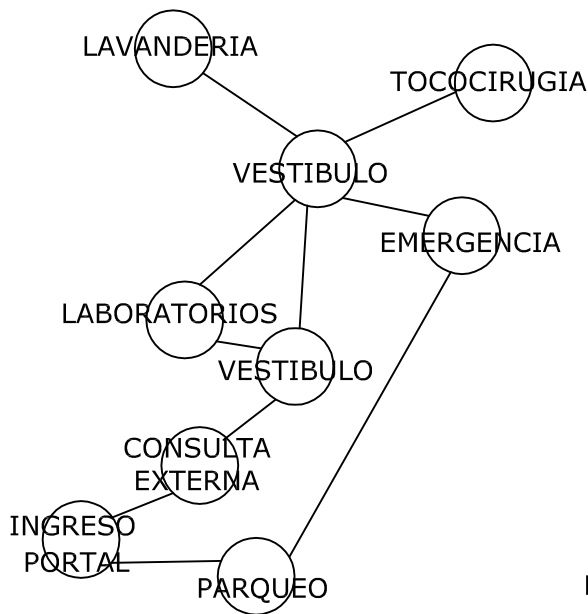 LAVANDERIA
TOCOCIRUGIA
VESTIBULO
EMERGENCIA
LABORATORIOS
VESTIBULO
CONSULTA
EXTERNA
INGRESO
PORTAL
PARQUEO